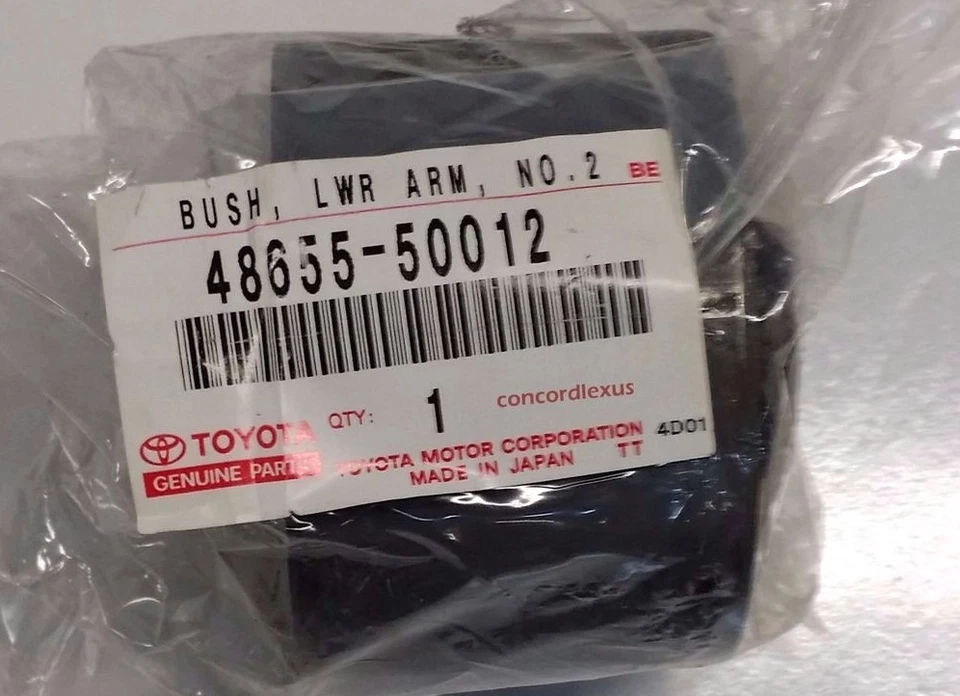 BUSH, LWR ARM, NO.2 BE
48655-50012
QTY: 1 concordlexus
TOYOTA
GENUINE PARTS
TOYOTA MOTOR CORPORATION 4D01
MADE IN JAPAN TT